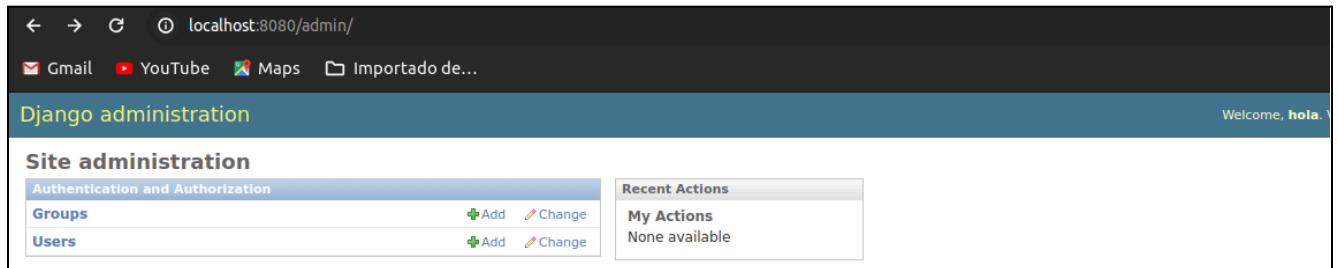 localhost:8080/admin/
Gmail YouTube Maps Importado de...
Django administration Welcome, hola.
Site administration
Authentication and Authorization
Groups Add Change
Users Add Change
Recent Actions
My Actions
None available